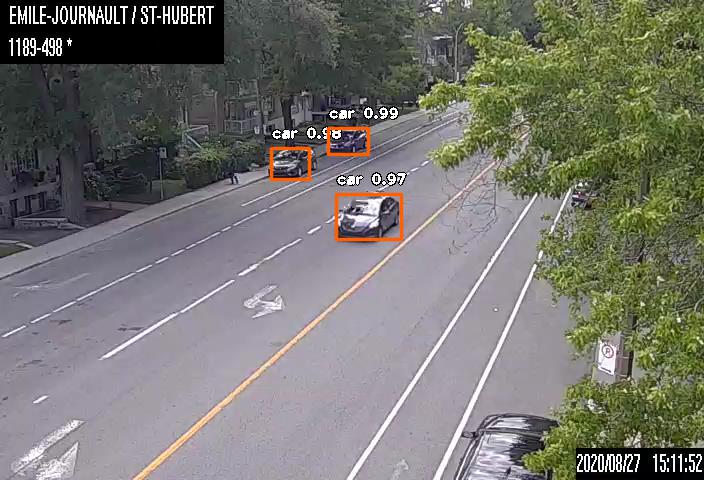 EMILE-JOURNAULT / ST-HUBERT
1189-498 *
car 0.99
car 0.98
car 0.97
P
2020/08/27 15:11:52